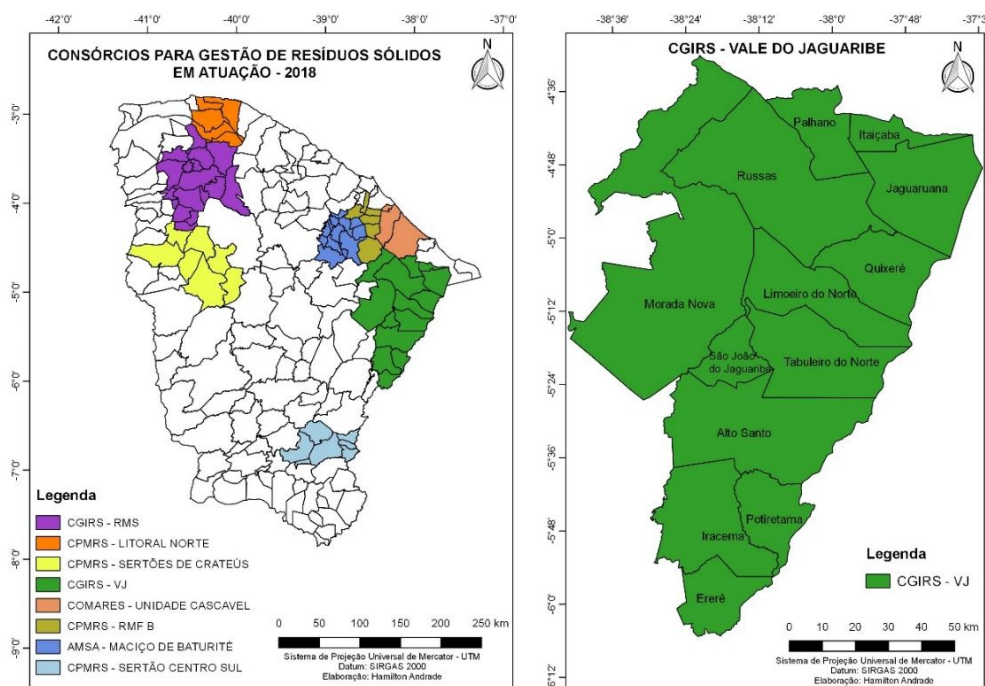 -42°0'
-41°0'
-40°0'
-39°0'
-38°0'
-37°0'
CONSÓRCIOS PARA GESTÃO DE RESÍDUOS SÓLIDOS
EM ATUAÇÃO - 2018
N
-3°0'
-4°0'
-5°0'
-6°0'
-7°0'
-8°0'
-9°0'
Legenda
CGIRS - RMS
CPMRS - LITORAL NORTE
CPMRS - SERTÕES DE CRATEÚS
CGIRS - VJ
COMARES - UNIDADE CASCAVEL
CPMRS - RMF B
AMSA - MACIÇO DE BATURITÉ
CPMRS - SERTÃO CENTRO SUL
0 50 100 150 200 250 km
Sistema de Projeção Universal de Mercator - UTM
Datum: SIRGAS 2000
Elaboração: Hamilton Andrade
-38°36'
-38°24'
-38°12'
-38°0'
-37°48'
-37°3
CGIRS - VALE DO JAGUARIBE
N
-4°36'
-4°48'
-5°0'
-5°12'
-5°24'
-5°36'
-5°48'
-6°0'
-6°12'
Palhano
Itaiçaba
Russas
Jaguaruana
Quixeré
Limoeiro do Norte
Morada Nova
São João
do Jaguaribe
Tabuleiro do Norte
Alto Santo
Potiretama
Iracema
Ererê
Legenda
CGIRS - VJ
0 10 20 30 40 50 km
Sistema de Projeção Universal de Mercator - UTM
Datum: SIRGAS 2000
Elaboração: Hamilton Andrade